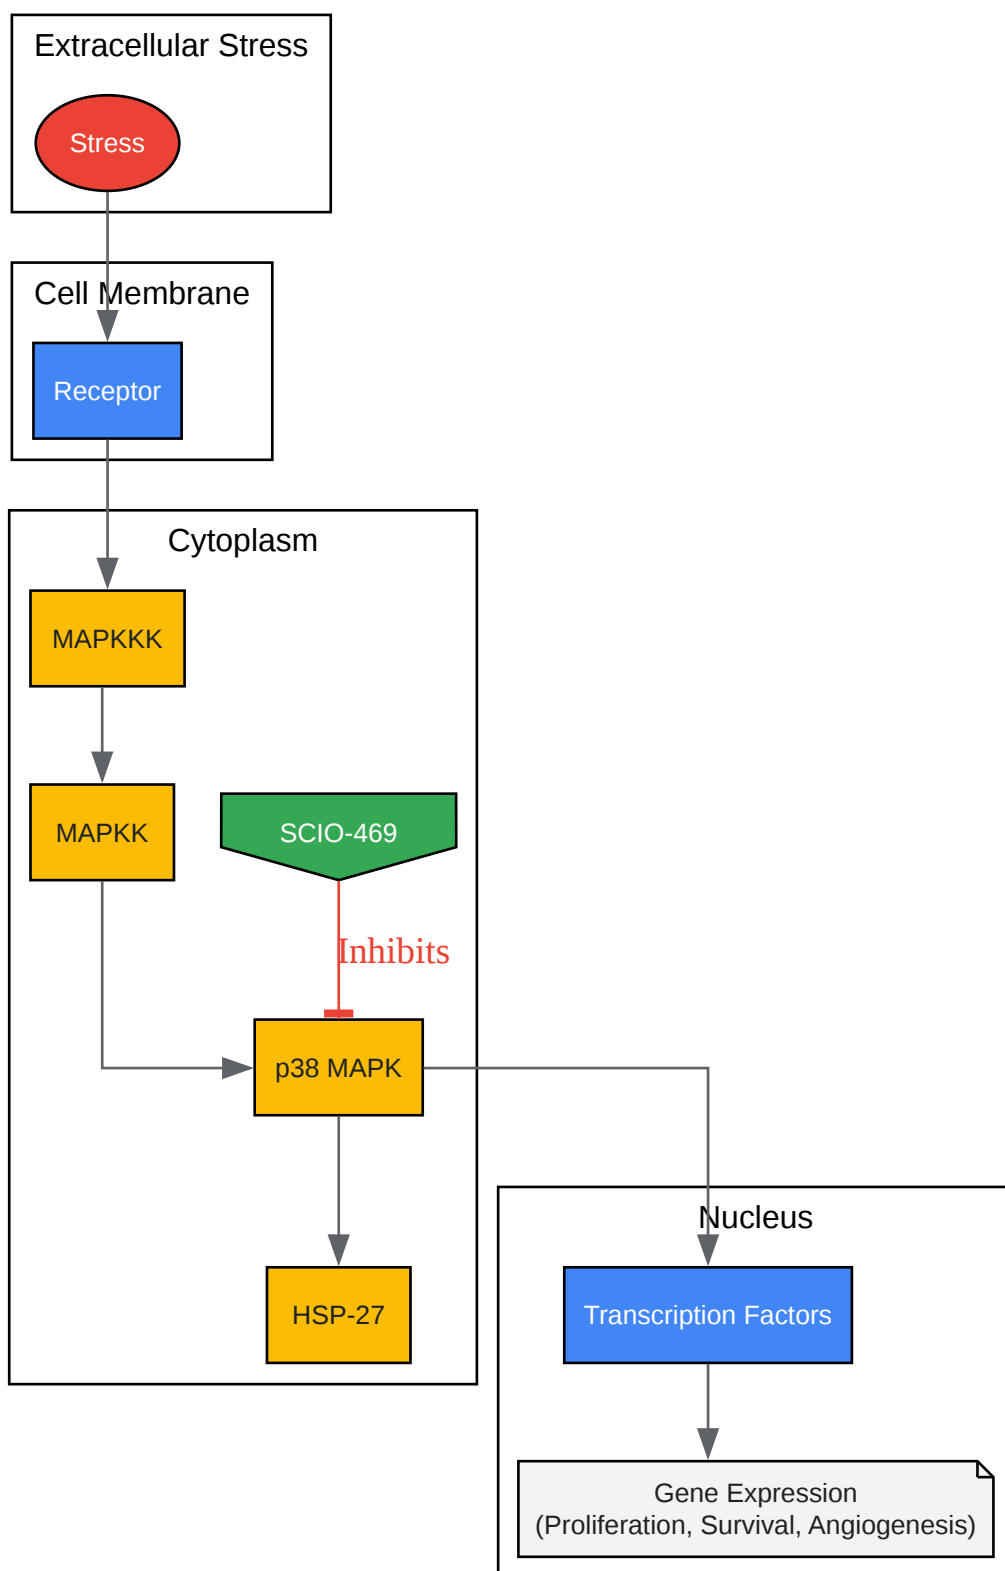 Extracellular Stress
Stress
Cell Membrane
Receptor
Cytoplasm
MAPKKK
MAPKK
SCIO-469
Inhibits
p38 MAPK
HSP-27
Nucleus
Transcription Factors
Gene Expression
(Proliferation, Survival, Angiogenesis)